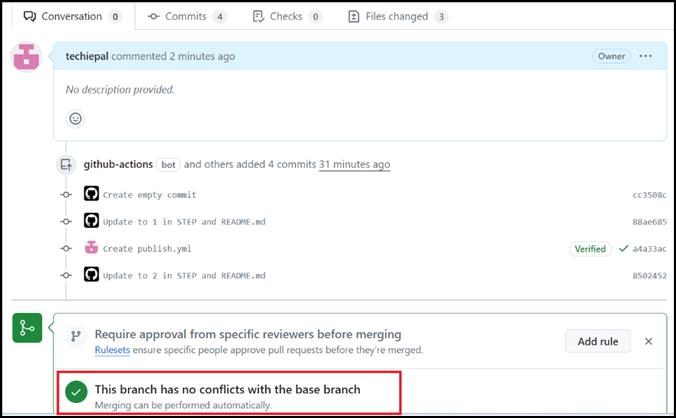 Conversation 0 Commits 4 Checks 0 Files changed 3
techiepal commented 2 minutes ago Owner
No description provided.
github-actions bot and others added 4 commits 31 minutes ago
Create empty commit cc3508c
Update to 1 in STEP and README.md 88ae685
Create publish.yml Verified a4a33ac
Update to 2 in STEP and README.md 8502452
Require approval from specific reviewers before merging
Rulesets ensure specific people approve pull requests before they're merged.
Add rule
This branch has no conflicts with the base branch
Merging can be performed automatically.